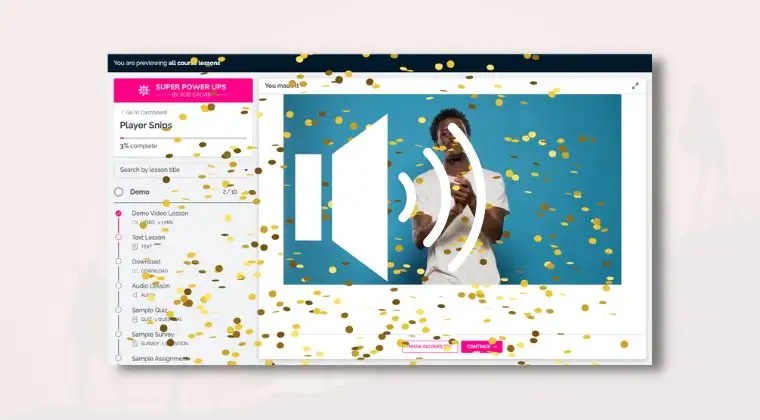 You are previewing all course lessons
SUPER POWER UPS
BY ROB GALVIN
Go to Dashboard
Player Snips
3% complete
Search by lesson title
Demo
2 / 10
Demo Video Lesson
VIDEO · 1 MIN
Text Lesson
TEXT
Download
DOWNLOAD
Audio Lesson
AUDIO
Sample Quiz
QUIZ · 1 QUESTION
Sample Survey
SURVEY · 1 QUESTION
Sample Assignment
You made it
MARK INCOMPLETE
CONTINUE →